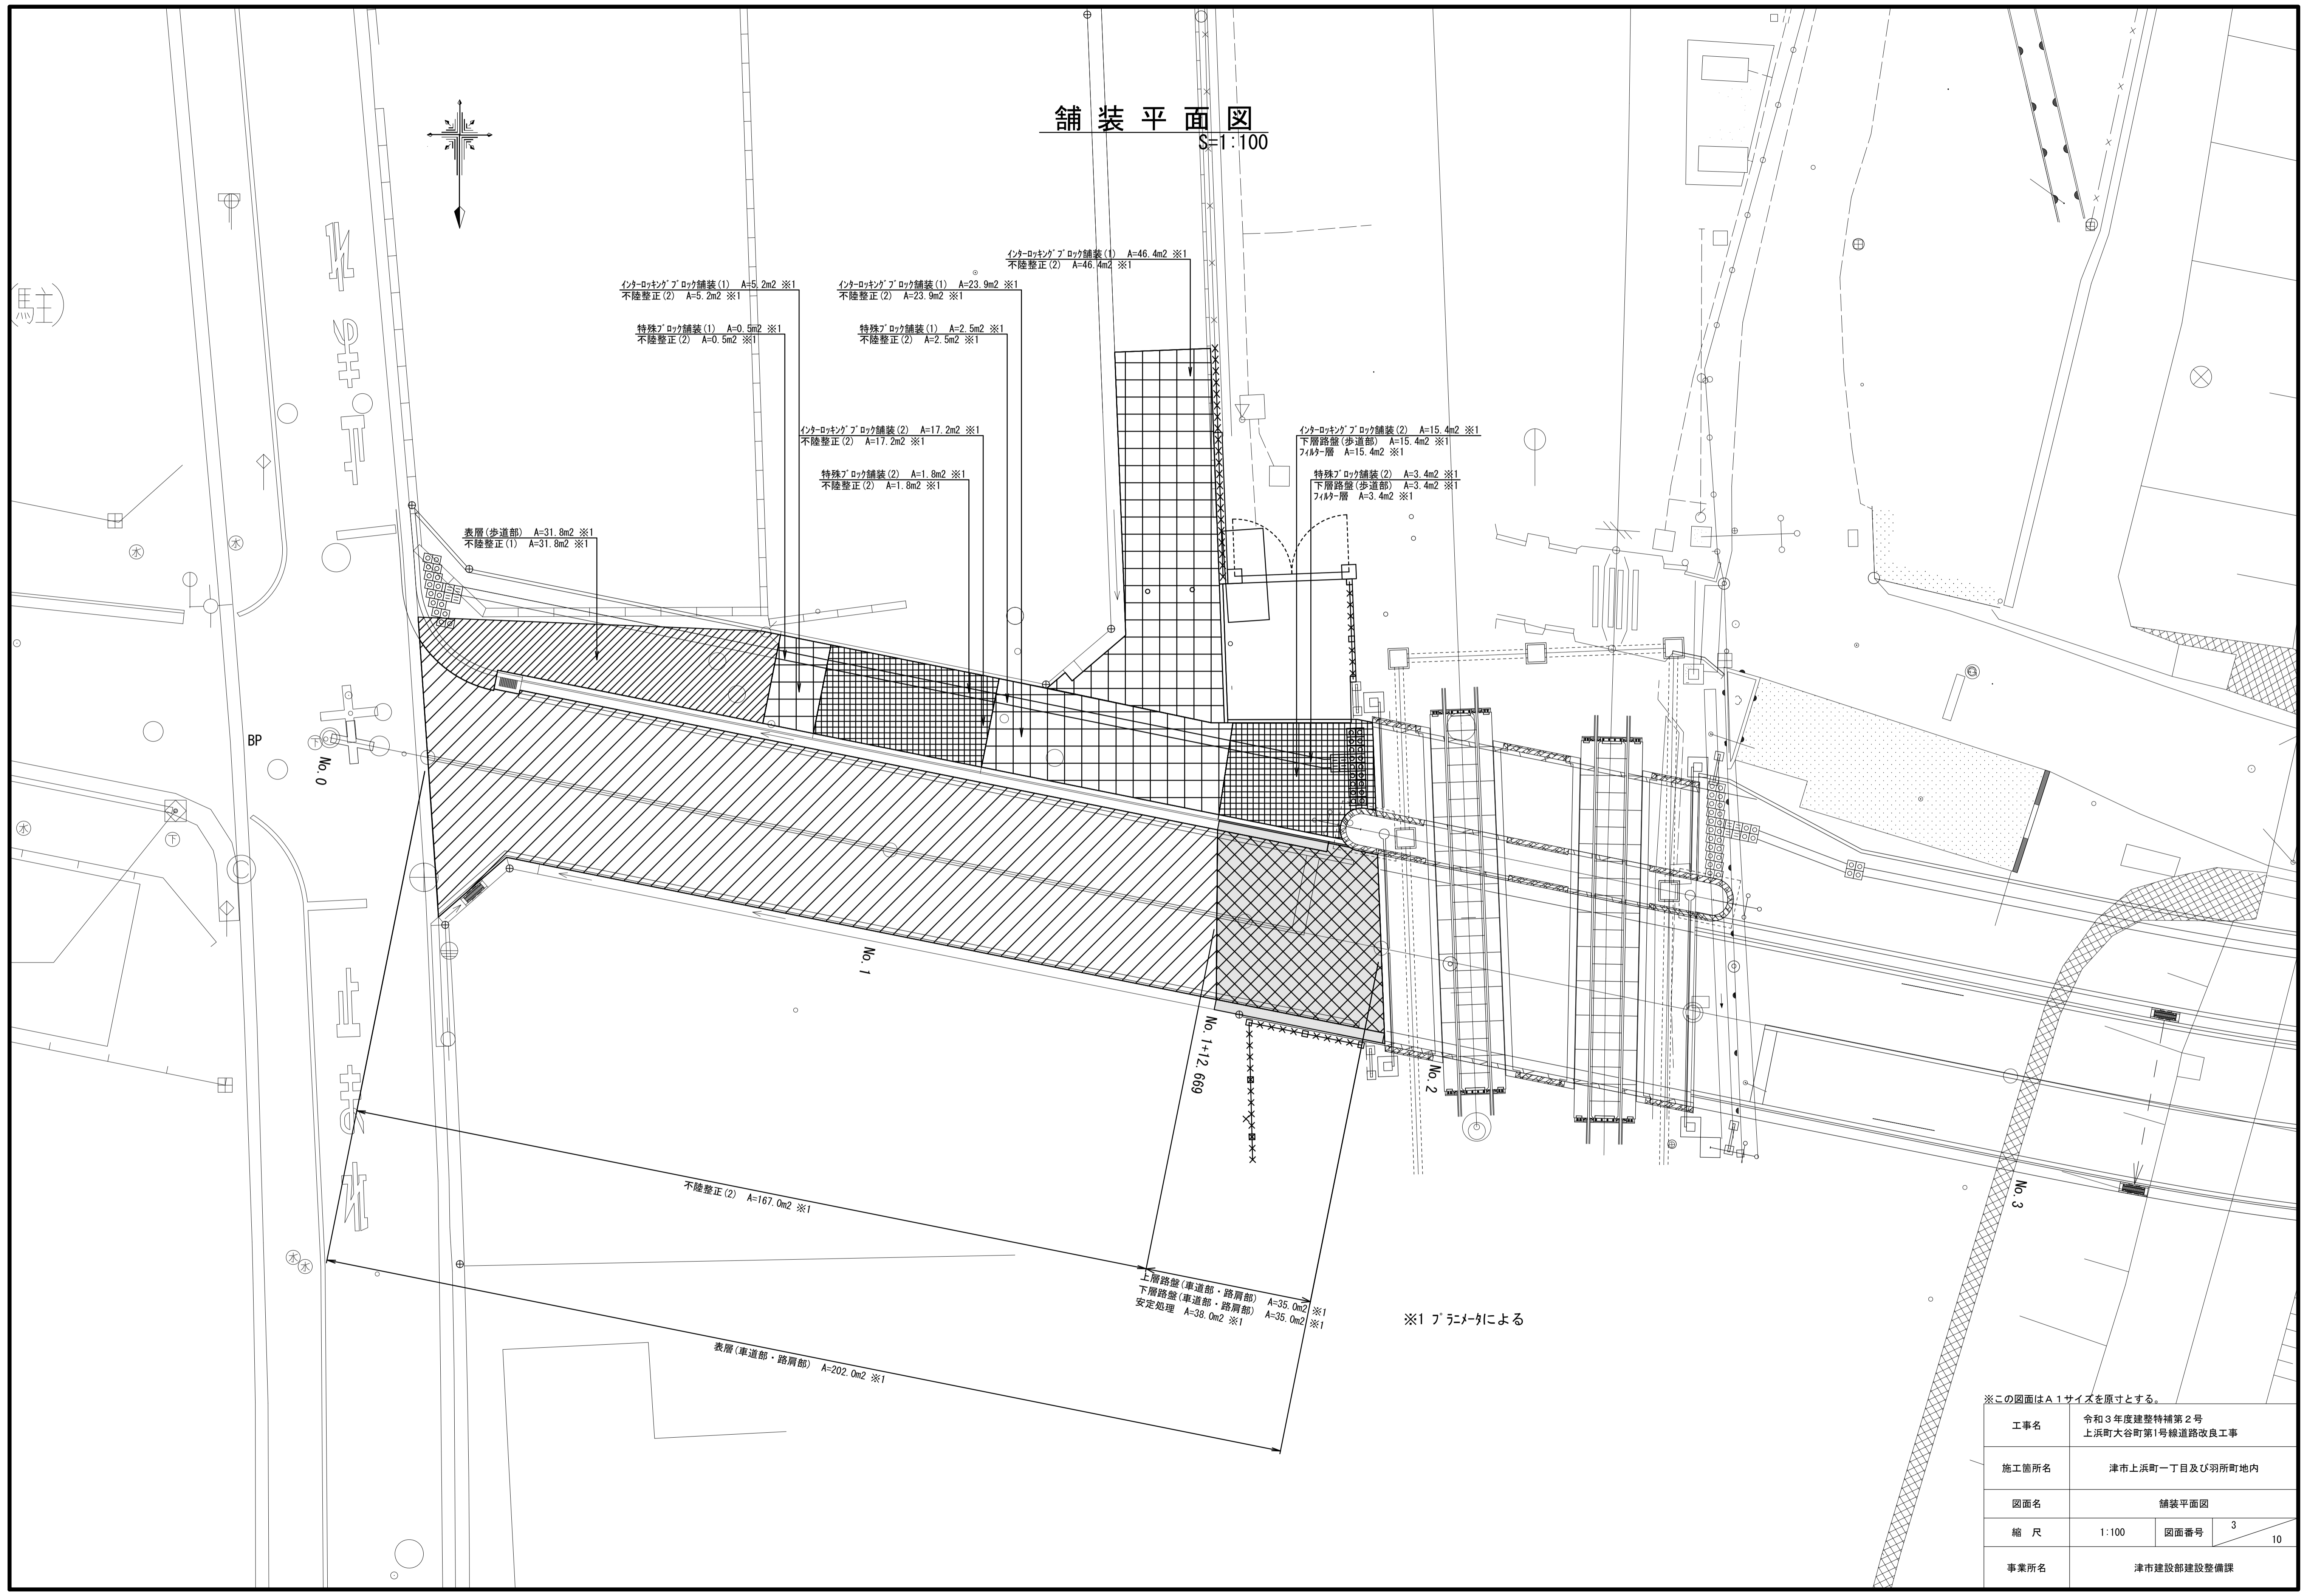 舗装平面図
S=1:100
(駐)
インターロッキングブロック舗装(1) A=46.4m2 ※1
不陸整正(2) A=46.4m2 ※1
インターロッキングブロック舗装(1) A=5.2m2 ※1
不陸整正(2) A=5.2m2 ※1
インターロッキングブロック舗装(1) A=23.9m2 ※1
不陸整正(2) A=23.9m2 ※1
特殊ブロック舗装(1) A=0.5m2 ※1
不陸整正(2) A=0.5m2 ※1
特殊ブロック舗装(1) A=2.5m2 ※1
不陸整正(2) A=2.5m2 ※1
インターロッキングブロック舗装(2) A=17.2m2 ※1
不陸整正(2) A=17.2m2 ※1
インターロッキングブロック舗装(2) A=15.4m2 ※1
下層路盤(歩道部) A=15.4m2 ※1
フィルター層 A=15.4m2 ※1
特殊ブロック舗装(2) A=1.8m2 ※1
不陸整正(2) A=1.8m2 ※1
特殊ブロック舗装(2) A=3.4m2 ※1
下層路盤(歩道部) A=3.4m2 ※1
フィルター層 A=3.4m2 ※1
表層(歩道部) A=31.8m2 ※1
不陸整正(1) A=31.8m2 ※1
水
水
下
BP
No.0
水
下
No.1
No.1+12.669
No.2
No.3
止
水
水
不陸整正(2) A=167.0m2 ※1
上層路盤(車道部・路肩部) A=35.0m2 ※1
下層路盤(車道部・路肩部) A=35.0m2 ※1
安定処理 A=38.0m2 ※1
※1 プラニメータによる
表層(車道部・路肩部) A=202.0m2 ※1
※この図面はA1サイズを原寸とする。
工事名 令和3年度建整特補第2号
上浜町大谷町第1号線道路改良工事
施工箇所名 津市上浜町一丁目及び羽所町地内
図面名 舗装平面図
縮尺 1:100 図面番号 3/10
事業所名 津市建設部建設整備課